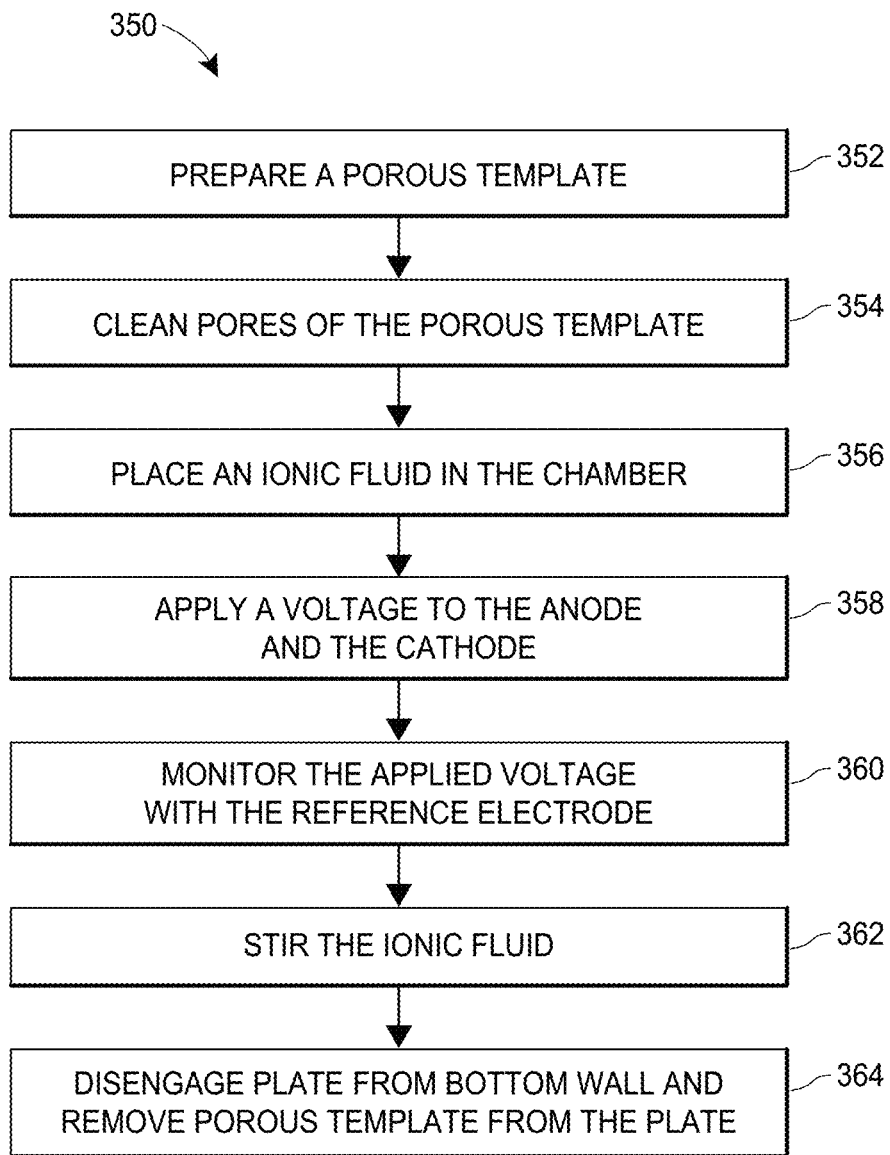 350
PREPARE A POROUS TEMPLATE
352
CLEAN PORES OF THE POROUS TEMPLATE
354
PLACE AN IONIC FLUID IN THE CHAMBER
356
APPLY A VOLTAGE TO THE ANODE
AND THE CATHODE
358
MONITOR THE APPLIED VOLTAGE
WITH THE REFERENCE ELECTRODE
360
STIR THE IONIC FLUID
362
DISENGAGE PLATE FROM BOTTOM WALL AND
REMOVE POROUS TEMPLATE FROM THE PLATE
364